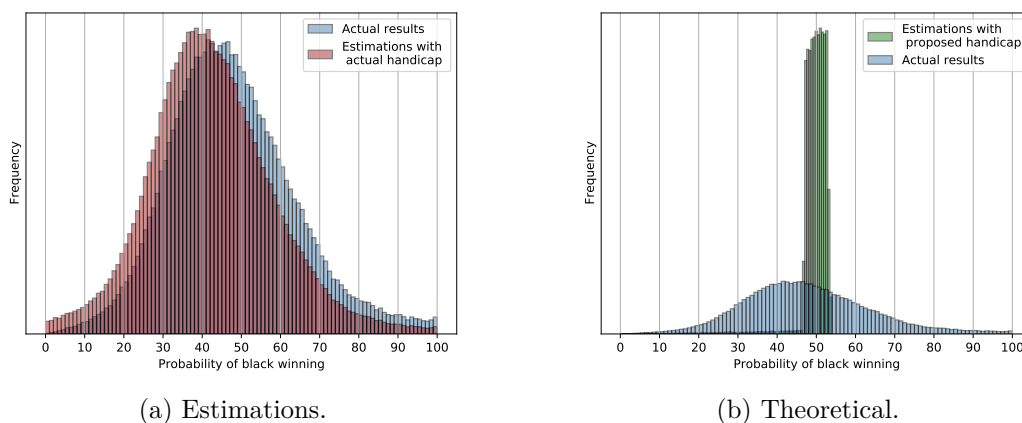 Frequency
Actual results
Estimations with
actual handicap
0 10 20 30 40 50 60 70 80 90 100
Probability of black winning
(a) Estimations.
Frequency
Estimations with
proposed handicap
Actual results
0 10 20 30 40 50 60 70 80 90 100
Probability of black winning
(b) Theoretical.